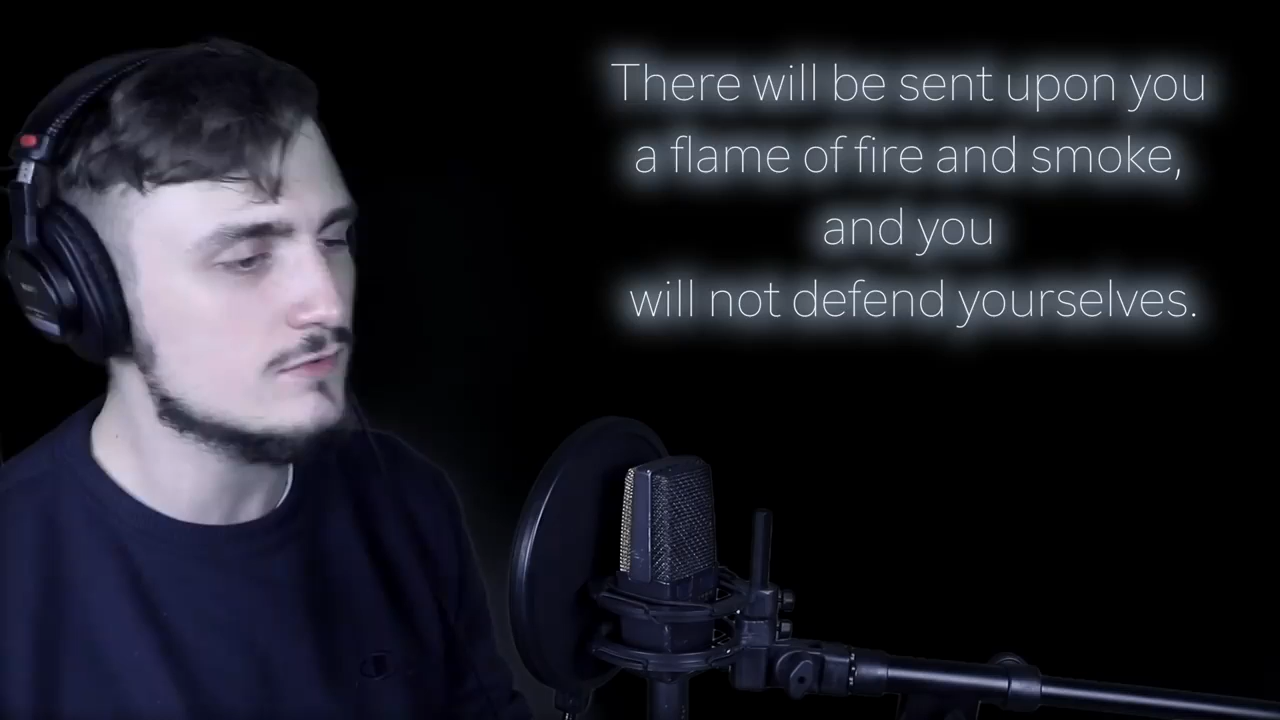 There will be sent upon you
a flame of fire and smoke,
and you
will not defend yourselves.